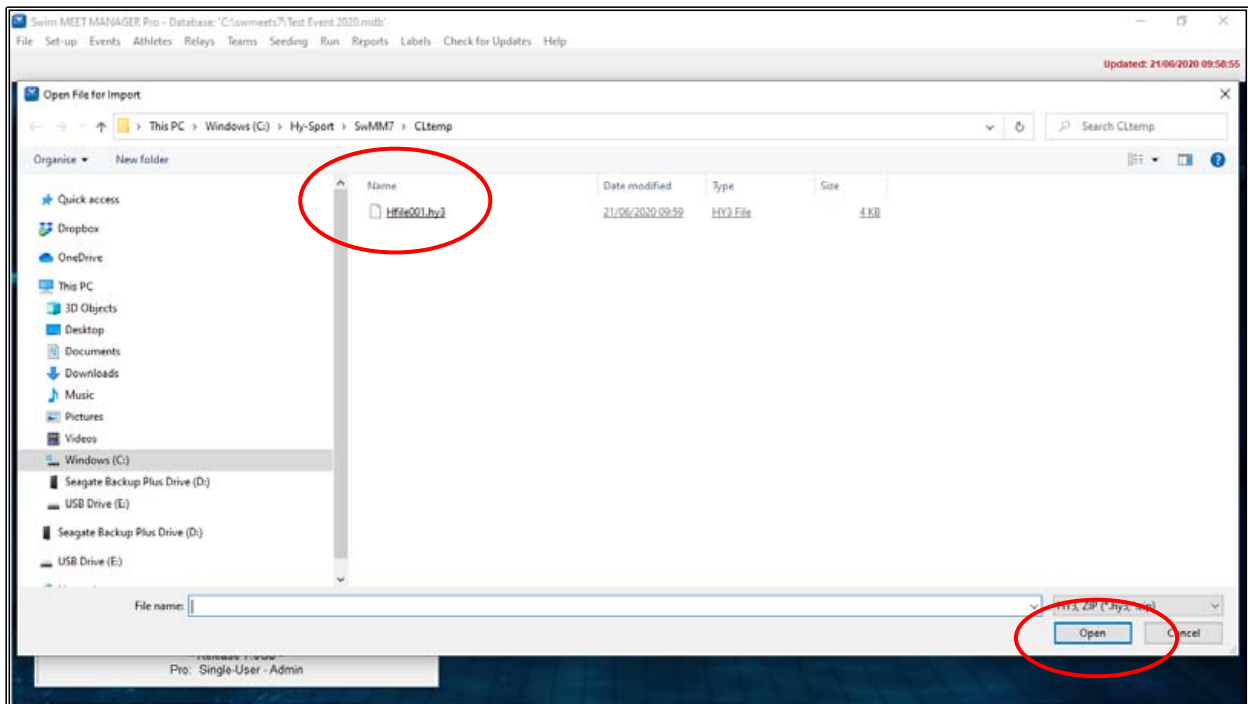 Swim MEET MANAGER Pro - Database: 'C:\swmeets7\Test Event 2020.mdb'
File Set-up Events Athletes Relays Teams Seeding Run Reports Labels Check for Updates Help
Updated: 21/06/2020 09:58:55
Open File for Import
This PC > Windows (C:) > Hy-Sport > SwMM7 > CLtemp
Search CLtemp
Organise New folder
Name Date modified Type Size
Hfile001.hy3 21/06/2020 09:59 HY3 File 4 KB
Quick access
Dropbox
OneDrive
This PC
3D Objects
Desktop
Documents
Downloads
Music
Pictures
Videos
Windows (C:)
Seagate Backup Plus Drive (D:)
USB Drive (E:)
Seagate Backup Plus Drive (D:)
USB Drive (E:)
File name:
HY3, ZIP (*.hy3, *.zip)
Open Cancel
Pro: Single-User - Admin